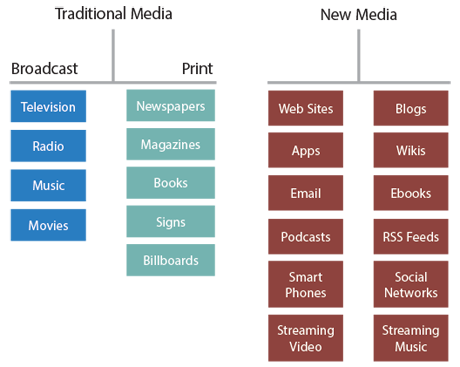 Traditional Media
Broadcast
Print
Television
Radio
Music
Movies
Newspapers
Magazines
Books
Signs
Billboards
New Media
Web Sites
Blogs
Apps
Wikis
Email
Ebooks
Podcasts
RSS Feeds
Smart
Phones
Social
Networks
Streaming
Video
Streaming
Music